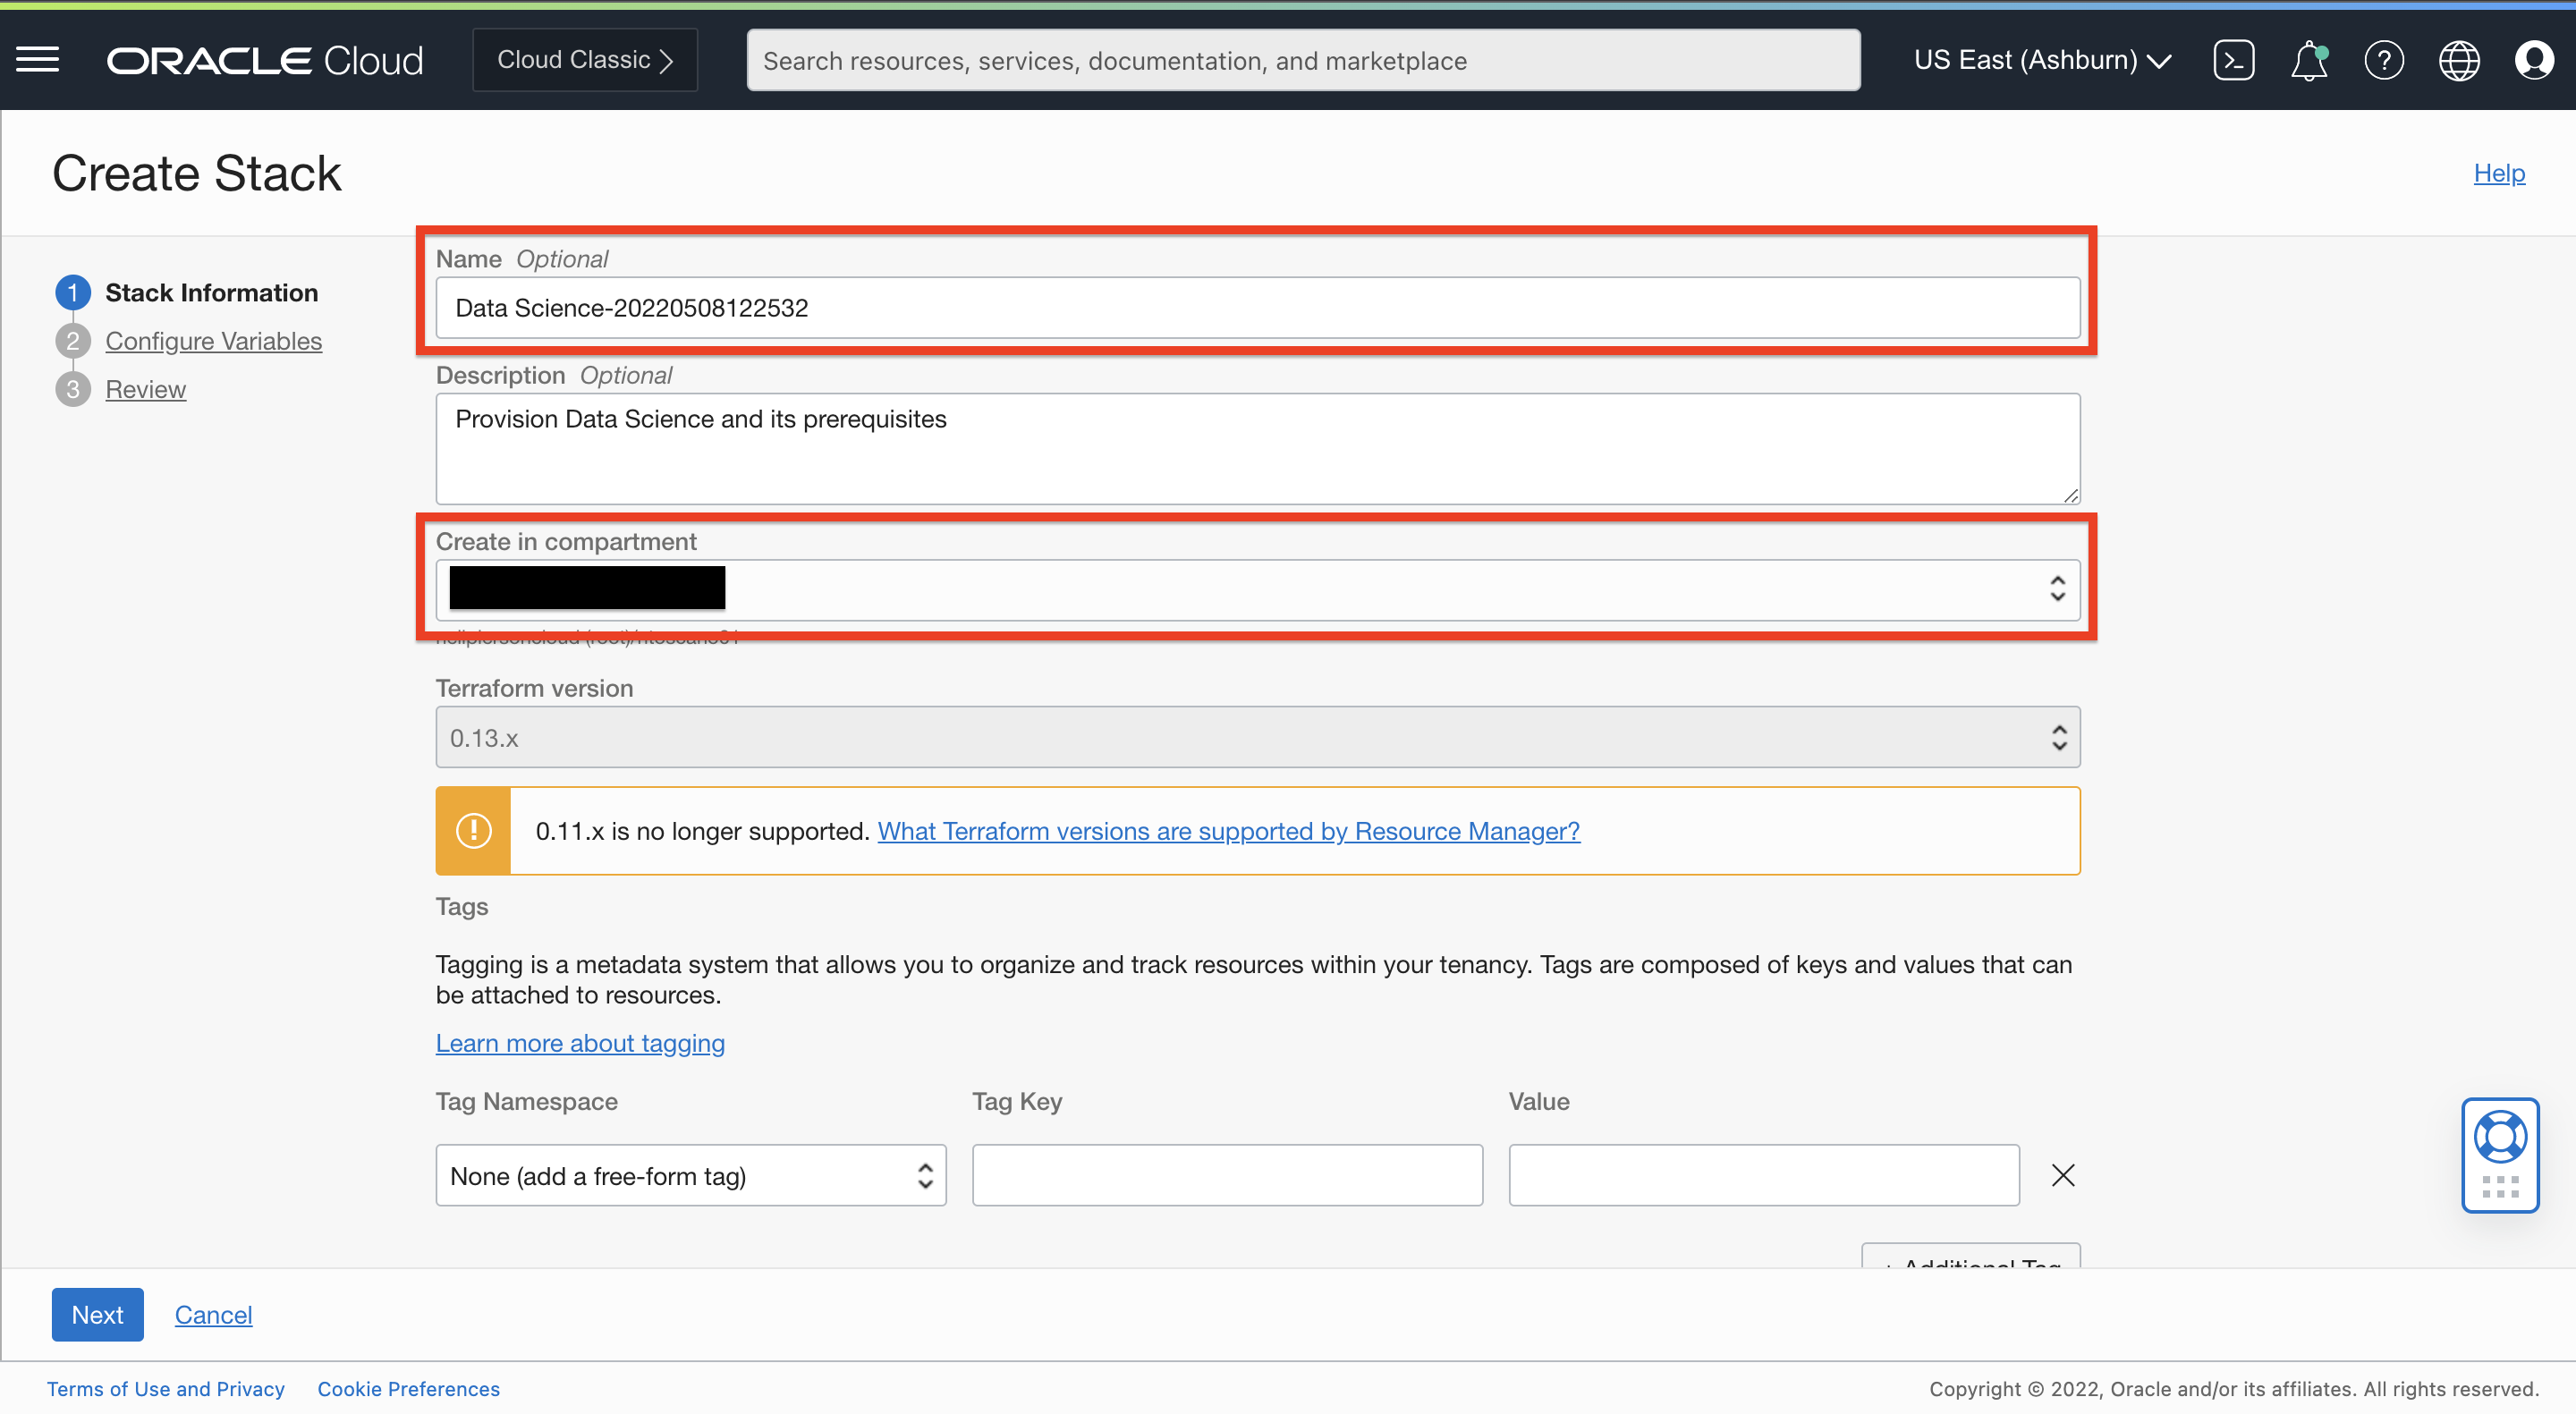 ORACLE Cloud
Cloud Classic
Search resources, services, documentation, and marketplace
US East (Ashburn)
Create Stack
Help
1 Stack Information
2 Configure Variables
3 Review
Name Optional
Data Science-20220508122532
Description Optional
Provision Data Science and its prerequisites
Create in compartment
Terraform version
0.13.x
0.11.x is no longer supported. What Terraform versions are supported by Resource Manager?
Tags
Tagging is a metadata system that allows you to organize and track resources within your tenancy. Tags are composed of keys and values that can
be attached to resources.
Learn more about tagging
Tag Namespace
Tag Key
Value
None (add a free-form tag)
+ Additional Tag
Next
Cancel
Terms of Use and Privacy
Cookie Preferences
Copyright © 2022, Oracle and/or its affiliates. All rights reserved.